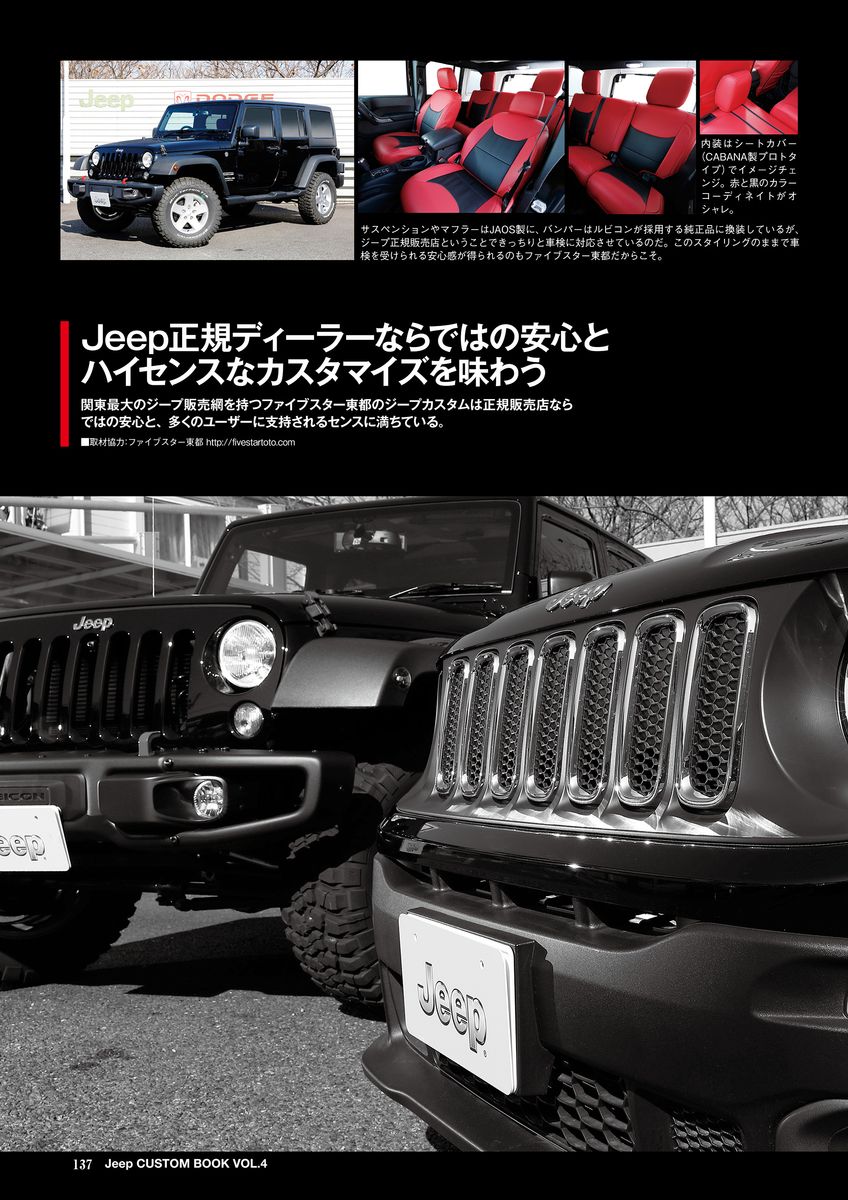 Jeep
DODGE
内装はシートカバー
（CABANA製プロトタ
イプ）でイメージチェ
ンジ。赤と黒のカラー
コーディネイトがオ
シャレ。
サスペンションやマフラーはJAOS製に、バンパーはルビコンが採用する純正品に換装しているが、
ジープ正規販売店ということできっちりと車検に対応させているのだ。このスタイリングのままで車
検を受けられる安心感が得られるのもファイブスター東都だからこそ。
Jeep正規ディーラーならではの安心と
ハイセンスなカスタマイズを味わう
関東最大のジープ販売網を持つファイブスター東都のジープカスタムは正規販売店なら
ではの安心と、多くのユーザーに支持されるセンスに満ちている。
■取材協力：ファイブスター東都 http://fivestartoto.com
Jeep
Jeep
BICON
eep
Jeep
137 Jeep CUSTOM BOOK VOL.4